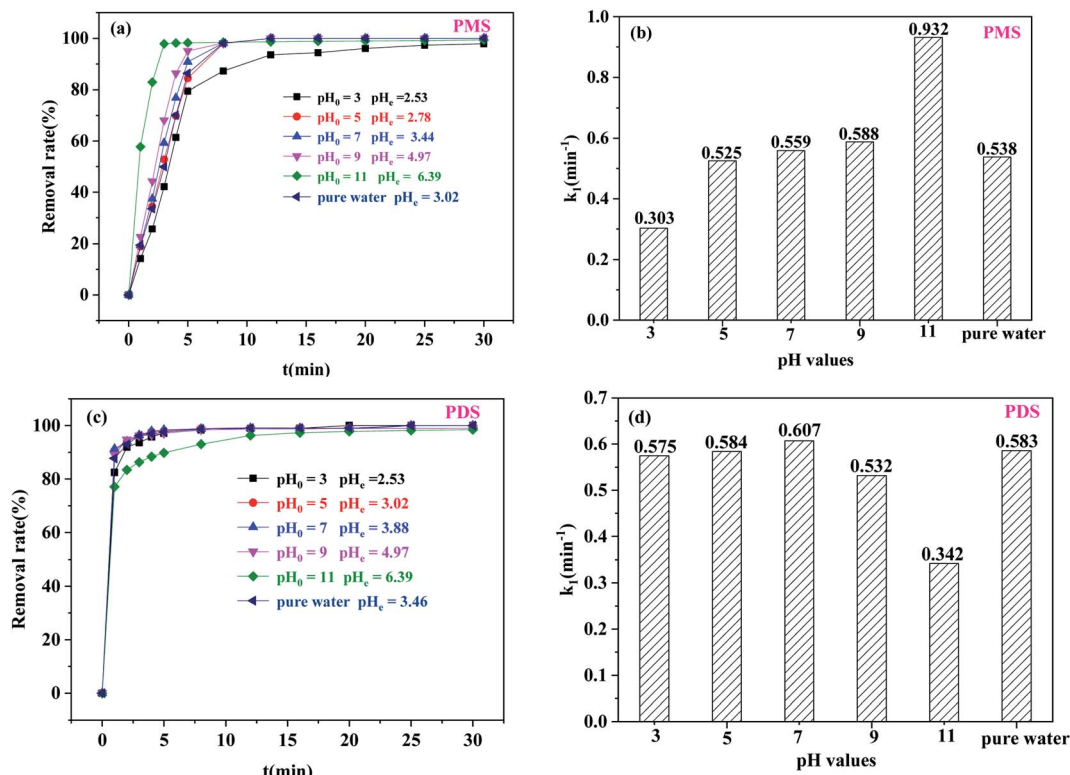 (a)
PMS
100
80
60
40
20
0
Removal rate(%)
pH0 = 3 pHe =2.53
pH0 = 5 pHe = 2.78
pH0 = 7 pHe = 3.44
pH0 = 9 pHe =4.97
pH0 = 11 pHe = 6.39
pure water pHe = 3.02
0 5 10 15 20 25 30
t(min)
(b)
PMS
1.0
0.8
0.6
0.4
0.2
0.0
k1(min-1)
0.303
0.525
0.559
0.588
0.932
0.538
3 5 7 9 11 pure water
pH values
(c)
PDS
100
80
60
40
20
0
Removal rate(%)
pH0 = 3 pHe =2.53
pH0 = 5 pHe = 3.02
pH0 = 7 pHe = 3.88
pH0 = 9 pHe = 4.97
pH0 = 11 pHe = 6.39
pure water pHe = 3.46
0 5 10 15 20 25 30
t(min)
(d)
PDS
0.7
0.6
0.5
0.4
0.3
0.2
0.1
0.0
k1(min-1)
0.575
0.584
0.607
0.532
0.342
0.583
3 5 7 9 11 pure water
pH values